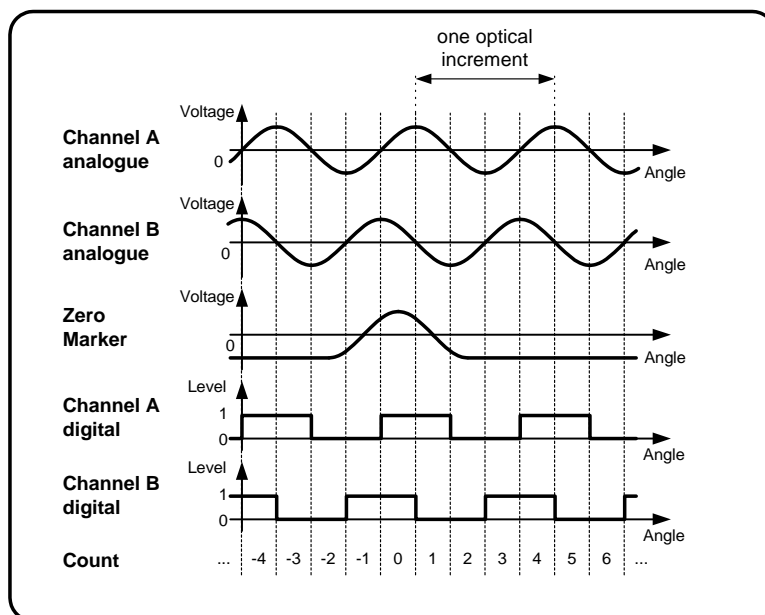 one optical
increment
Voltage
Channel A
analogue
0
Angle
Voltage
Channel B
analogue
0
Angle
Voltage
Zero
Marker
0
Angle
Level
Channel A
digital
1
0
Angle
Level
Channel B
digital
1
0
Angle
Count ... -4 -3 -2 -1 0 1 2 3 4 5 6 ...